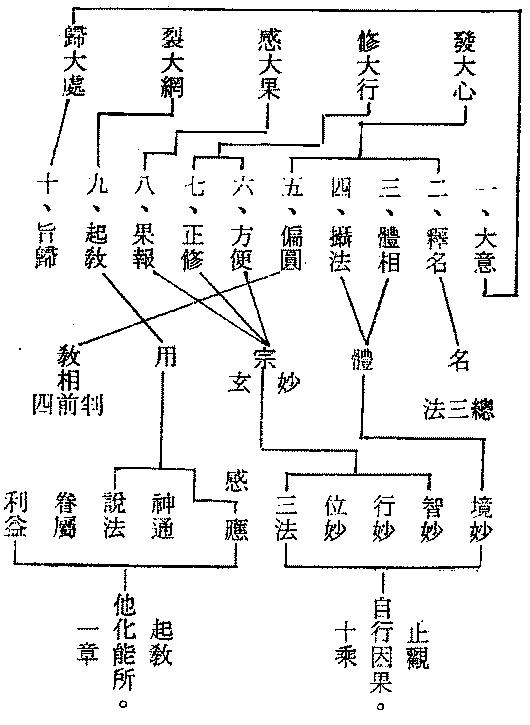 發大心
修大行
感大果
裂大網
歸大處
一、大意
二、釋名
三、體相
四、攝法
五、偏圓
六、方便
七、正修
八、果報
九、起教
十、旨歸
名
體
宗
用
教相
總三法
妙玄
判前四
境妙
智妙
行妙
位妙
三法
感應
神通
說法
眷屬
利益
止觀
自行因果。
十乘
起教
他化能所。
一章